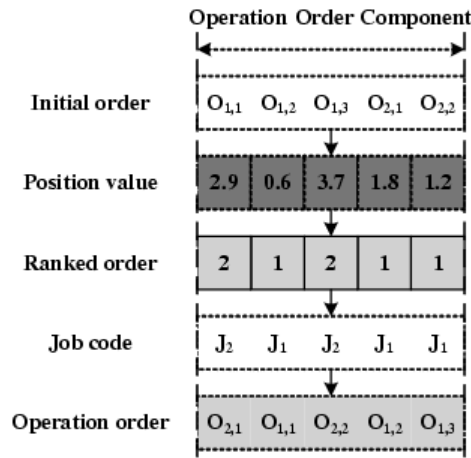 Operation Order Component
Initial order O1,1 O1,2 O1,3 O2,1 O2,2
Position value 2.9 0.6 3.7 1.8 1.2
Ranked order 2 1 2 1 1
Job code J2 J1 J2 J1 J1
Operation order O2,1 O1,1 O2,2 O1,2 O1,3